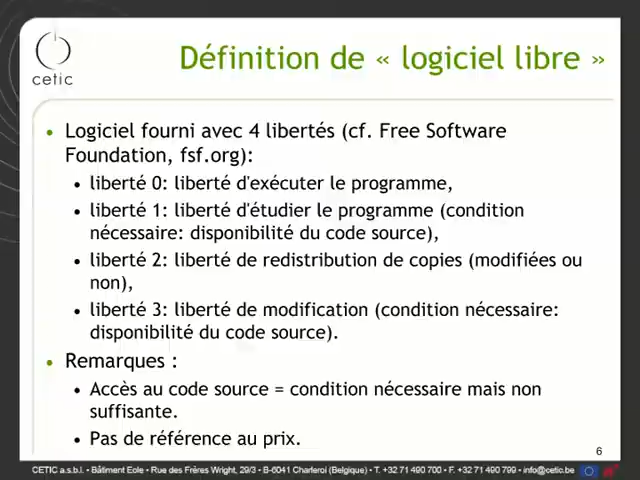 cetic
Définition de « logiciel libre »
• Logiciel fourni avec 4 libertés (cf. Free Software
Foundation, fsf.org):
• liberté 0: liberté d'exécuter le programme,
• liberté 1: liberté d'étudier le programme (condition
nécessaire: disponibilité du code source),
• liberté 2: liberté de redistribution de copies (modifiées ou
non),
• liberté 3: liberté de modification (condition nécessaire:
disponibilité du code source).
• Remarques :
• Accès au code source = condition nécessaire mais non
suffisante.
• Pas de référence au prix.
6
CETIC a.s.b.l. • Bâtiment Eole • Rue des Frères Wright, 29/3 • B-6041 Charleroi (Belgique) • T. +32 71 490 700 • F. +32 71 490 799 • info@cetic.be